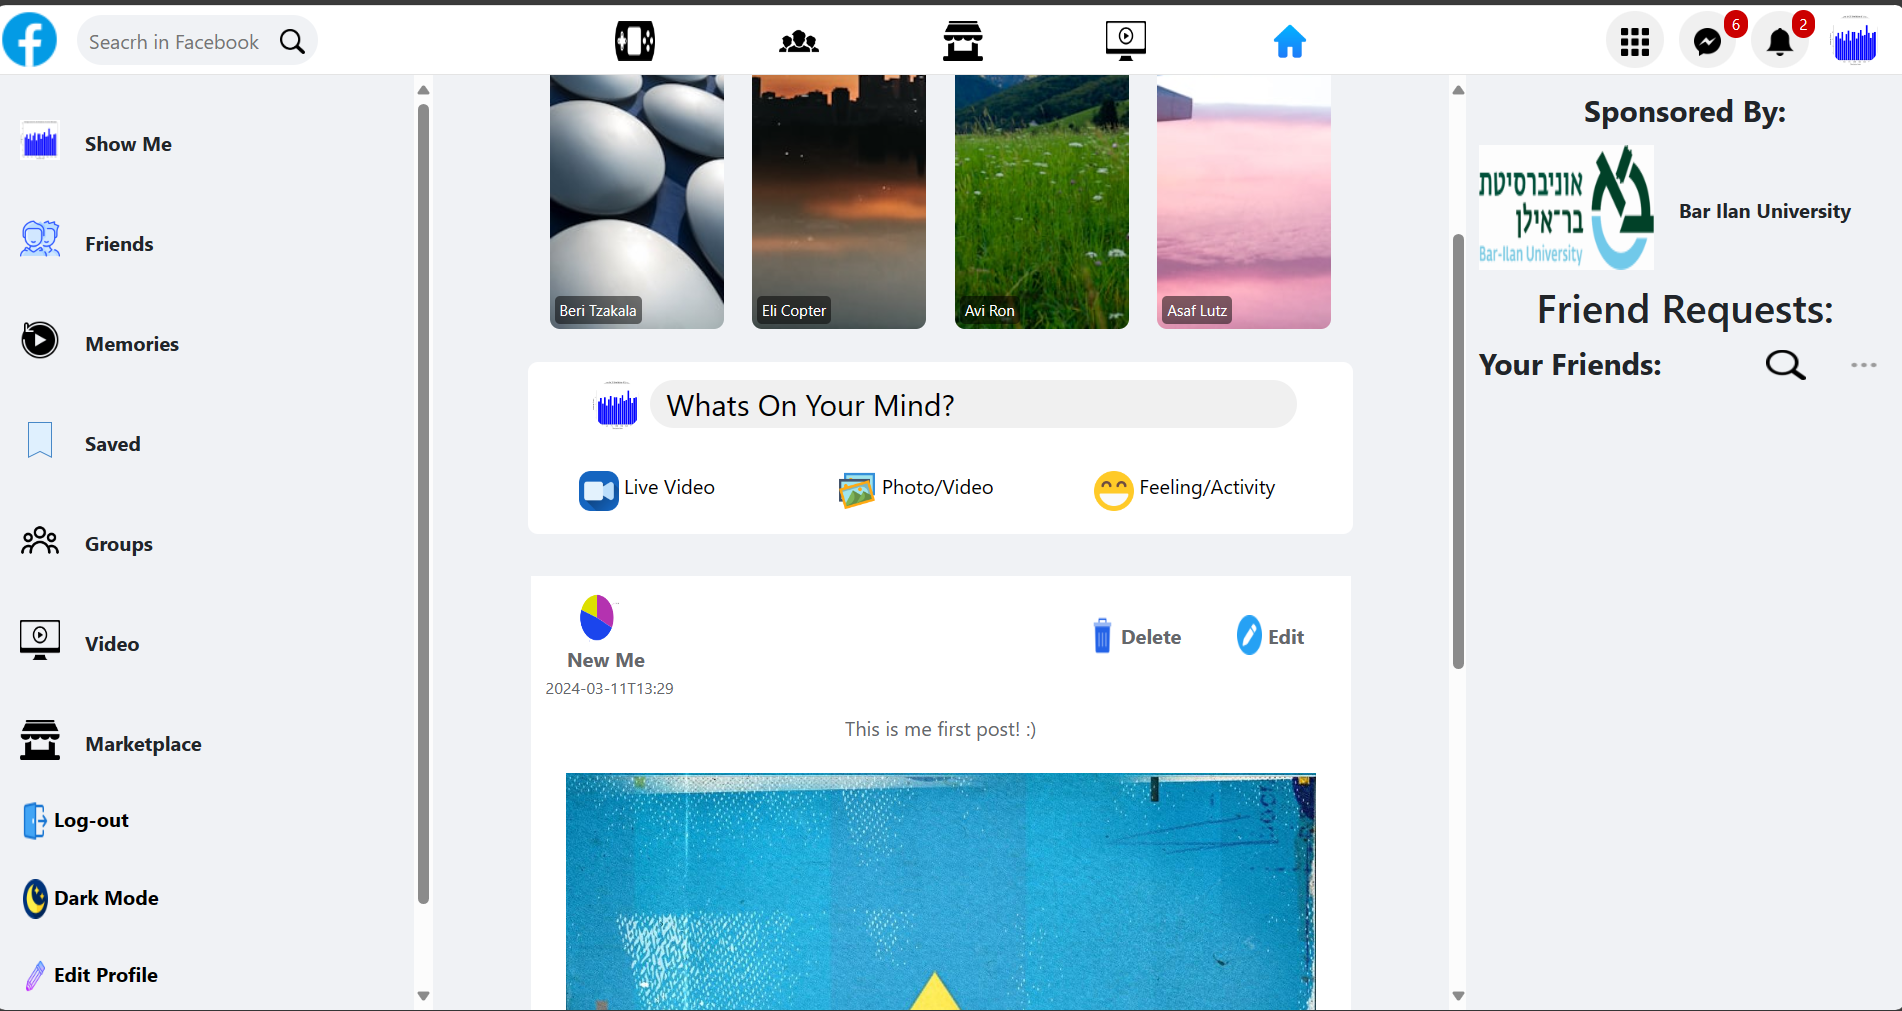 Seacrh in Facebook
6
2
Show Me
Friends
Memories
Saved
Groups
Video
Marketplace
Log-out
Dark Mode
Edit Profile
Beri Tzakala
Eli Copter
Avi Ron
Asaf Lutz
Whats On Your Mind?
Live Video
Photo/Video
Feeling/Activity
New Me
2024-03-11T13:29
Delete
Edit
This is me first post! :)
Sponsored By:
אוניברסיטת
בר־אילן
Bar-Ilan University
Bar Ilan University
Friend Requests:
Your Friends: